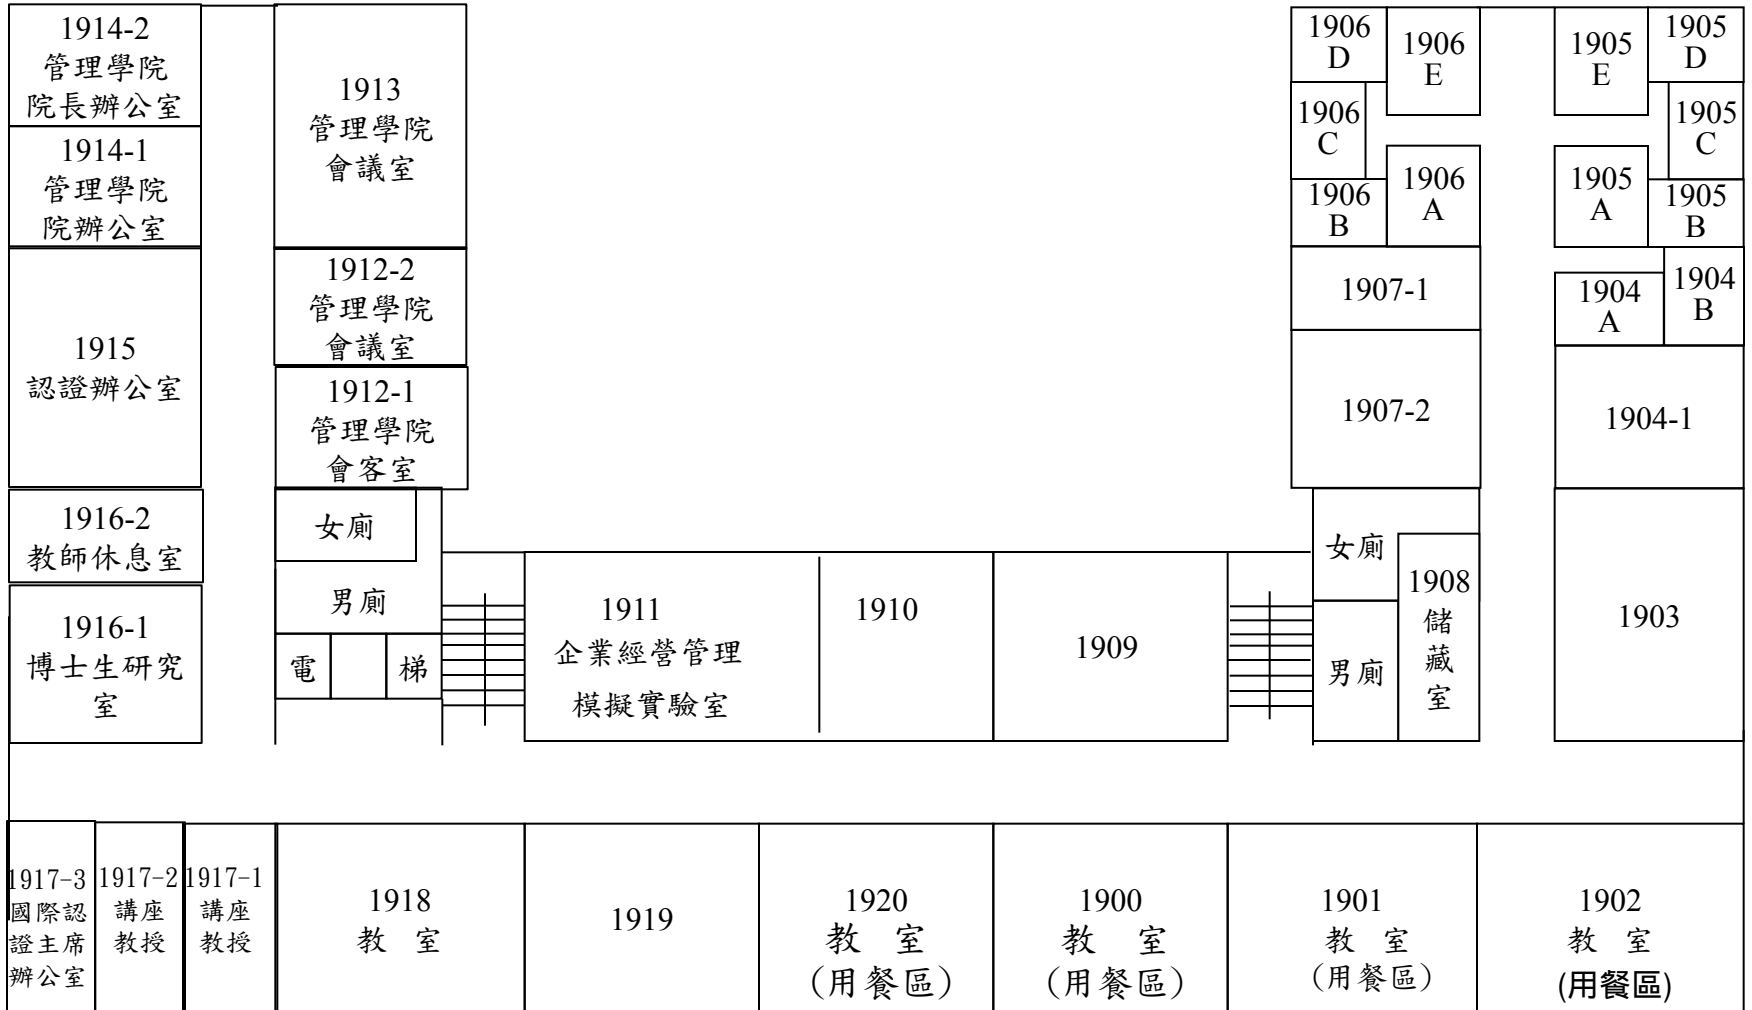 1914-2
管理學院
院長辦公室
1914-1
管理學院
院辦公室
1915
認證辦公室
1916-2
教師休息室
1916-1
博士生研究
室
1913
管理學院
會議室
1912-2
管理學院
會議室
1912-1
管理學院
會客室
女廁
男廁
電 梯
1911
企業經營管理
模擬實驗室
1910
1909
1906
D
1906
E
1906
C
1906
B
1906
A
1907-1
1907-2
女廁
男廁
1908
儲
藏
室
1905
E
1905
D
1905
C
1905
A
1905
B
1904
A
1904
B
1904-1
1903
1917-3
國際認
證主席
辦公室
1917-2
講座
教授
1917-1
講座
教授
1918
教 室
1919
1920
教 室
(用餐區)
1900
教 室
(用餐區)
1901
教 室
(用餐區)
1902
教 室
(用餐區)